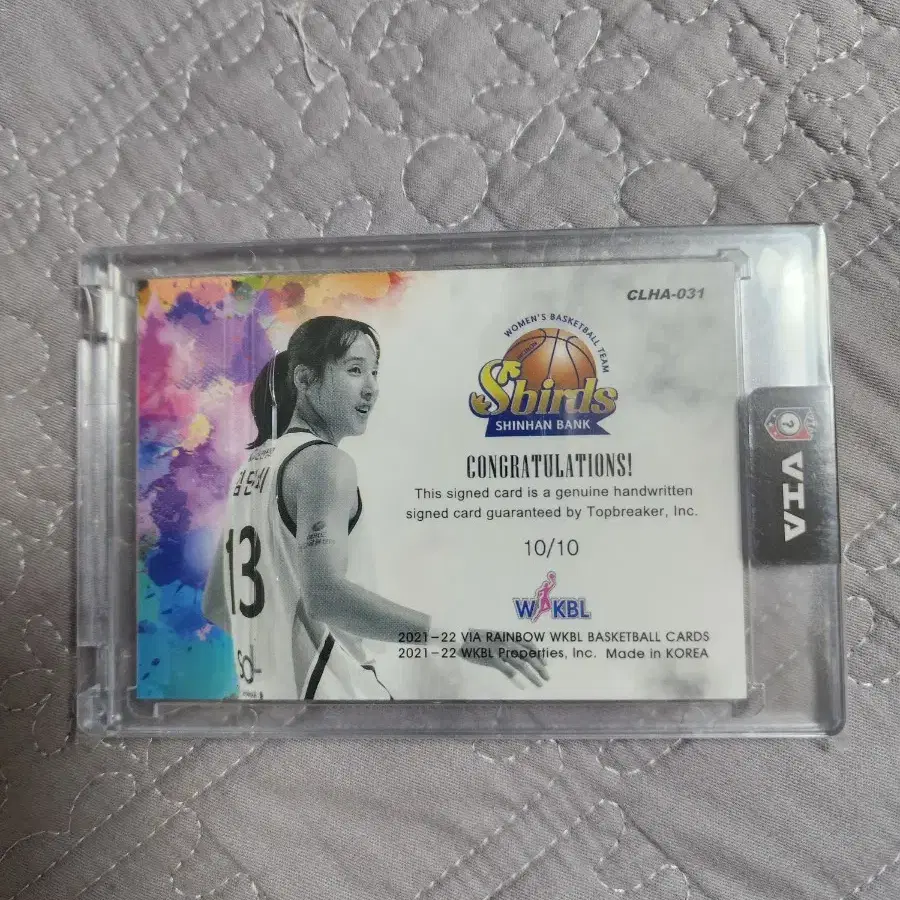 CLHA-031
WOMEN'S BASKETBALL TEAM
Sbirds
SHINHAN BANK
CONGRATULATIONS!
This signed card is a genuine handwritten
signed card guaranteed by Topbreaker, Inc.
10/10
WKBL
2021-22 VIA RAINBOW WKBL BASKETBALL CARDS
2021-22 WKBL Properties, Inc. Made in KOREA
13
SOL
VIA